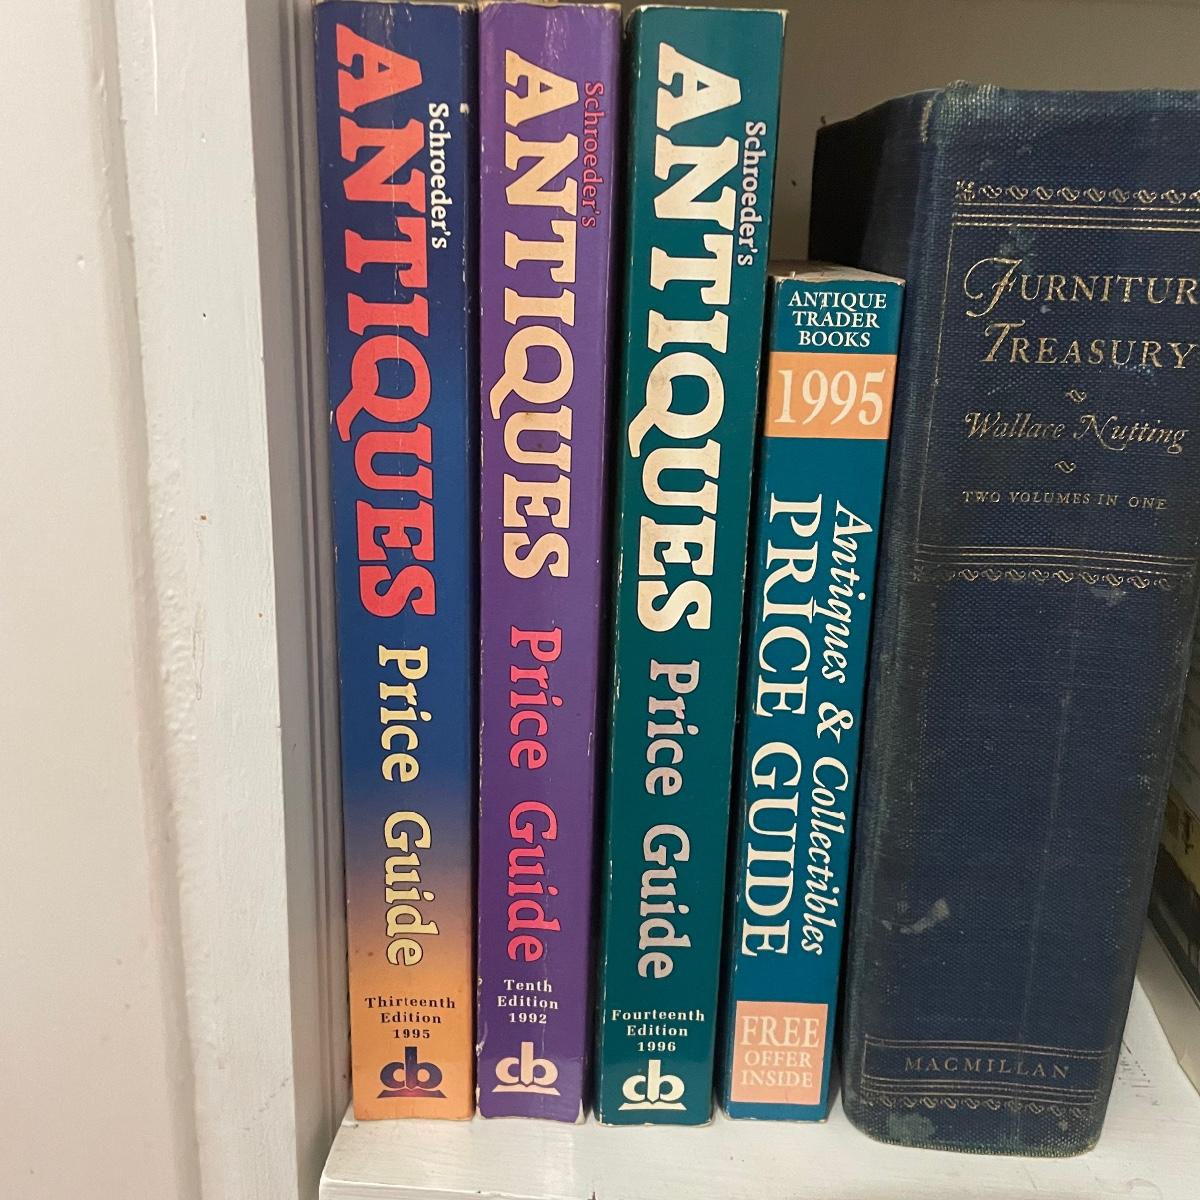 Schroeder's
ANTIQUES Price Guide
Thirteenth
Edition
1995
cb
Schroeder's
ANTIQUES Price Guide
Tenth
Edition
1992
cb
Schroeder's
ANTIQUES Price Guide
Fourteenth
Edition
1996
cb
ANTIQUE
TRADER
BOOKS
1995
Antiques & Collectibles
PRICE GUIDE
FREE
OFFER
INSIDE
FURNITUR
TREASURY
Wallace Nutting
TWO VOLUMES IN ONE
MACMILLAN